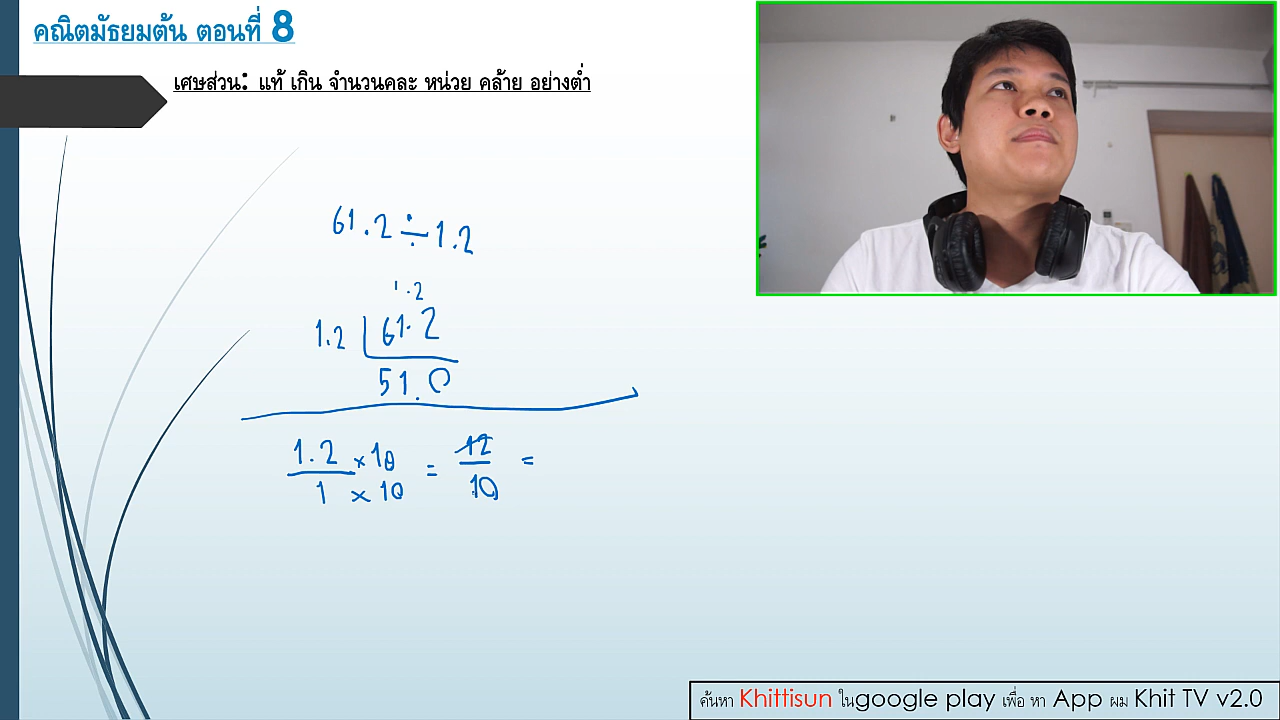 คณิตมัธยมต้น ตอนที่ 8
เศษส่วน: แท้ เกิน จำนวนคละ หน่วย คล้าย อย่างต่ำ
61.2 ÷ 1.2
1.2
1.2 61.2
51.0
1.2 × 10 = 12 =
1 × 10 10
ค้นหา Khittisun ในgoogle play เพื่อ หา App ผม Khit TV v2.0